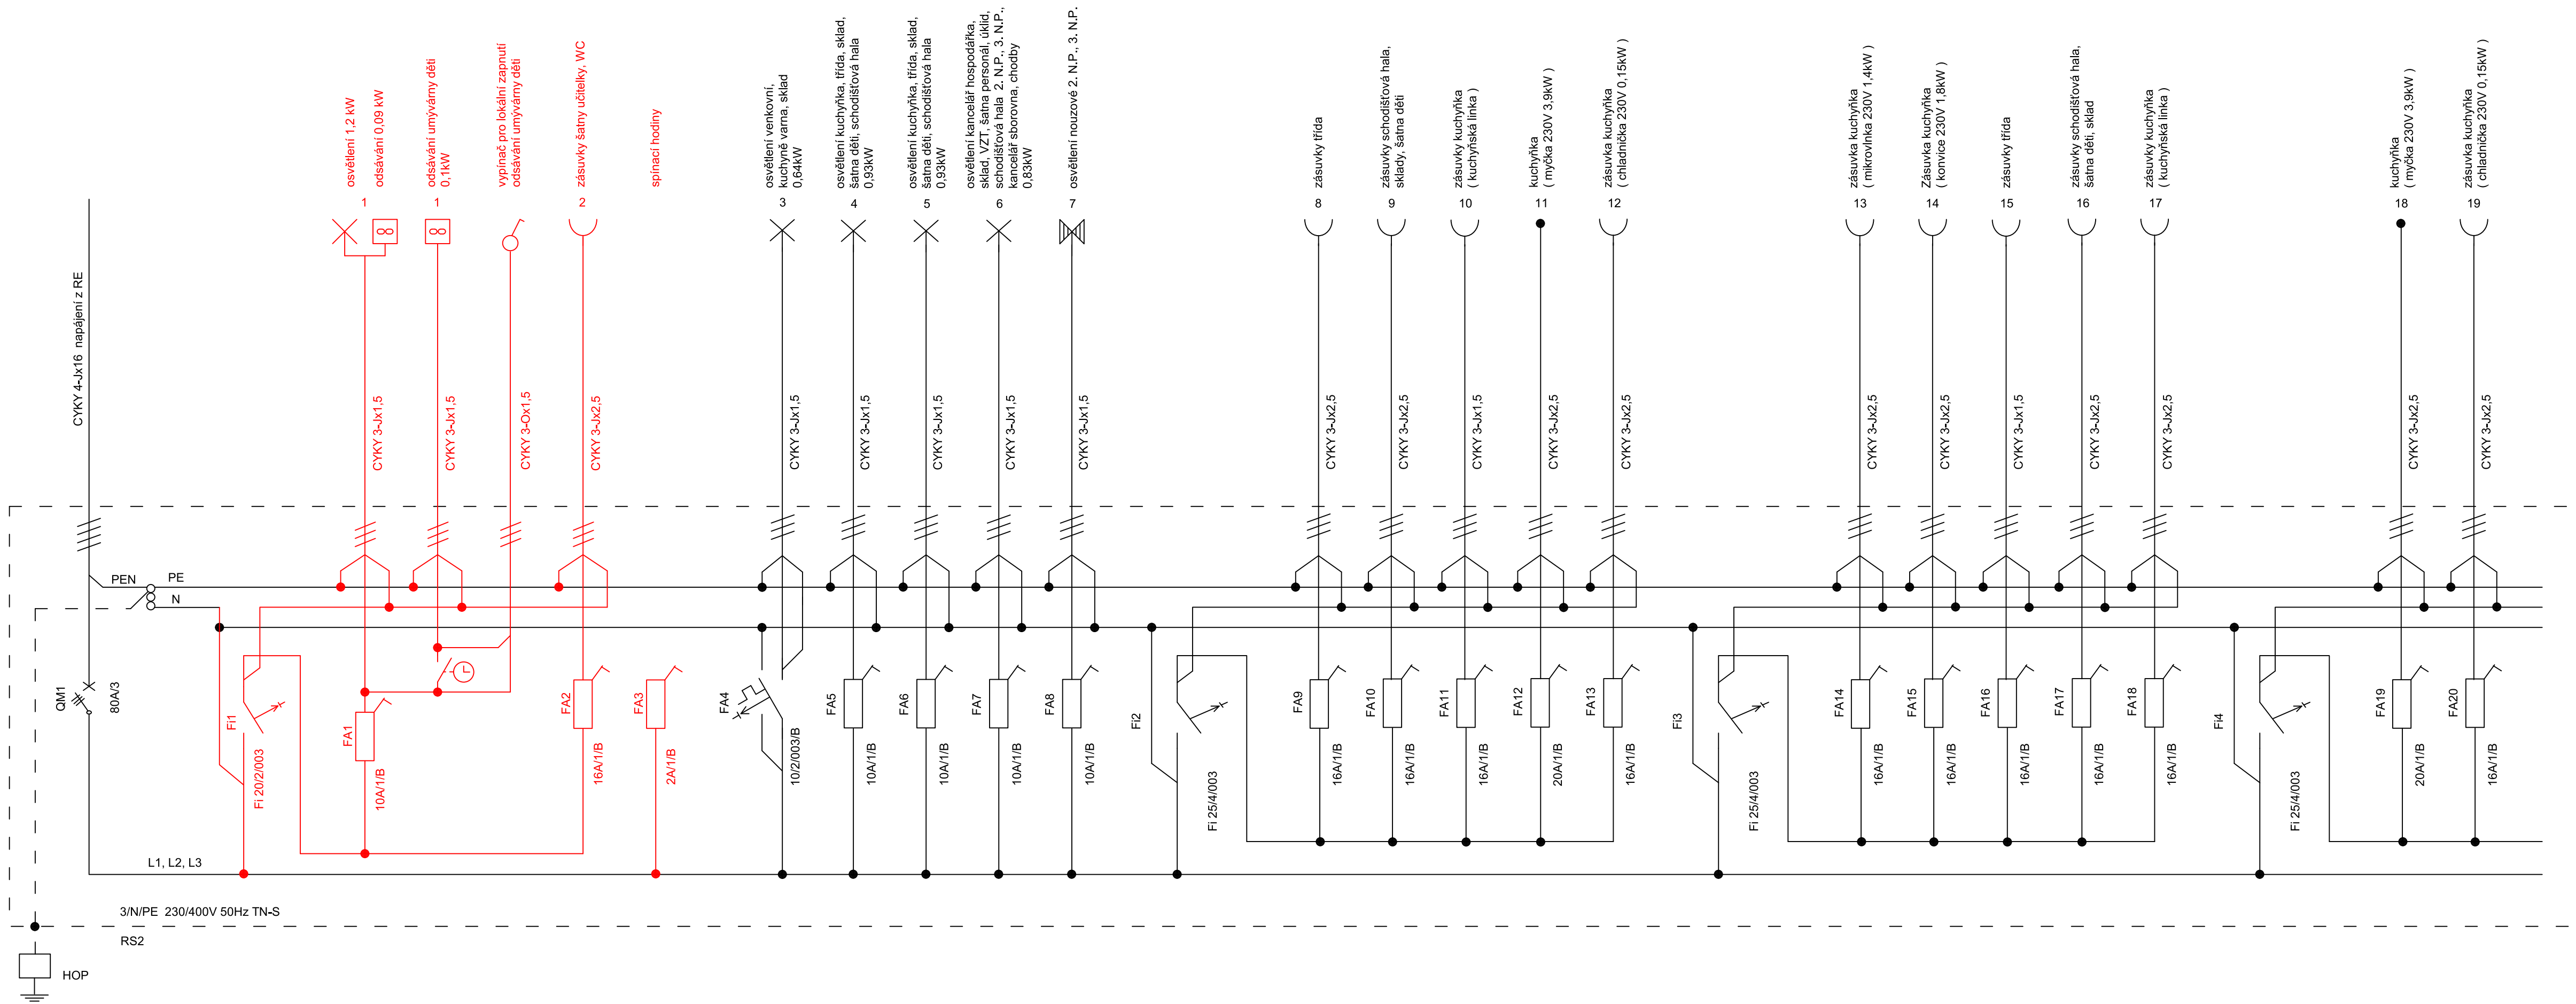 CYKY 4-Jx16  napájení z RE
osvětlení 1,2 kW
odsávání 0,09 kW
1
CYKY 3-Jx1,5
odsávání umývárny děti
0,1kW
1
CYKY 3-Jx1,5
vypínač pro lokální zapnutí
odsávání umývárny děti
CYKY 3-Ox1,5
zásuvky šatny učitelky, WC
2
CYKY 3-Jx2,5
spínací hodiny
osvětlení venkovní,
kuchyně varna, sklad
0,64kW
3
CYKY 3-Jx1,5
osvětlení kuchyňka, třída, sklad,
šatna děti, schodišťová hala
0,93kW
4
CYKY 3-Jx1,5
osvětlení kuchyňka, třída, sklad,
šatna děti, schodišťová hala
0,93kW
5
CYKY 3-Jx1,5
osvětlení kancelář hospodářka,
sklad, VZT, šatna personál, úklid,
schodišťová hala  2. N.P., 3. N.P.,
kancelář sborovna, chodby
0,83kW
6
CYKY 3-Jx1,5
osvětlení nouzové 2. N.P., 3. N.P.
7
CYKY 3-Jx1,5
zásuvky třída
8
CYKY 3-Jx2,5
zásuvky schodišťová hala,
sklady, šatna děti
9
CYKY 3-Jx2,5
zásuvky kuchyňka
( kuchyňská linka )
10
CYKY 3-Jx1,5
kuchyňka
( myčka 230V 3,9kW )
11
CYKY 3-Jx2,5
zásuvka kuchyňka
( chladnička 230V 0,15kW )
12
CYKY 3-Jx2,5
zásuvka kuchyňka
( mikrovlnka 230V 1,4kW )
13
CYKY 3-Jx2,5
Zásuvka kuchyňka
( konvice 230V 1,8kW )
14
CYKY 3-Jx2,5
zásuvky třída
15
CYKY 3-Jx1,5
zásuvky schodišťová hala,
šatna děti, sklad
16
CYKY 3-Jx2,5
zásuvky kuchyňka
( kuchyňská linka )
17
CYKY 3-Jx2,5
kuchyňka
( myčka 230V 3,9kW )
18
CYKY 3-Jx2,5
zásuvka kuchyňka
( chladnička 230V 0,15kW )
19
CYKY 3-Jx2,5
PEN
PE
N
QM1
80A/3
Fi1
Fi 20/2/003
FA1
10A/1/B
FA2
16A/1/B
FA3
2A/1/B
FA4
10/2/003/B
FA5
10A/1/B
FA6
10A/1/B
FA7
10A/1/B
FA8
10A/1/B
Fi2
Fi 25/4/003
FA9
16A/1/B
FA10
16A/1/B
FA11
16A/1/B
FA12
20A/1/B
FA13
16A/1/B
Fi3
Fi 25/4/003
FA14
16A/1/B
FA15
16A/1/B
FA16
16A/1/B
FA17
16A/1/B
FA18
16A/1/B
Fi4
Fi 25/4/003
FA19
20A/1/B
FA20
16A/1/B
L1, L2, L3
3/N/PE  230/400V 50Hz TN-S
RS2
HOP